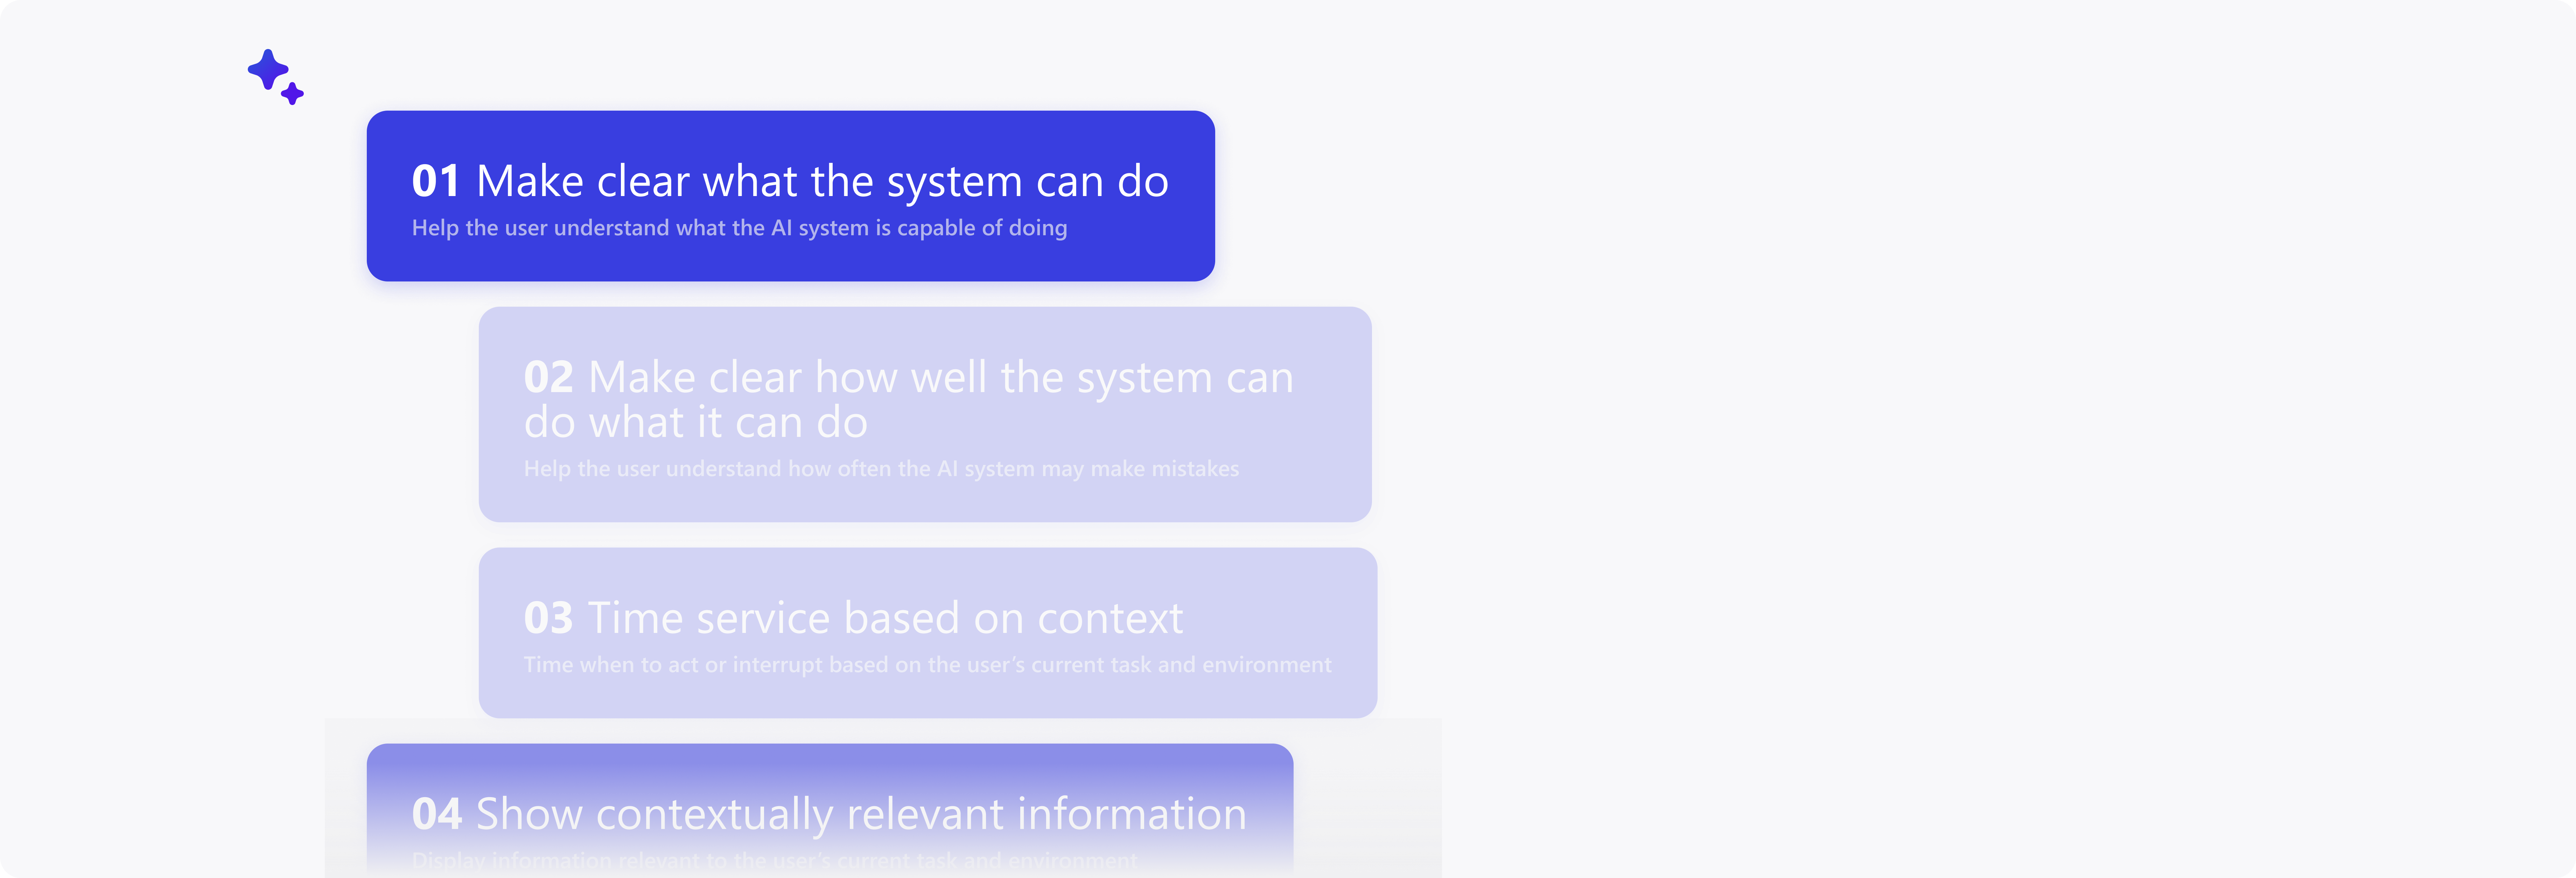 01 Make clear what the system can do
Help the user understand what the AI system is capable of doing
02 Make clear how well the system can
do what it can do
Help the user understand how often the AI system may make mistakes
03 Time service based on context
Time when to act or interrupt based on the user’s current task and environment
04 Show contextually relevant information
Display information relevant to the user’s current task and environment